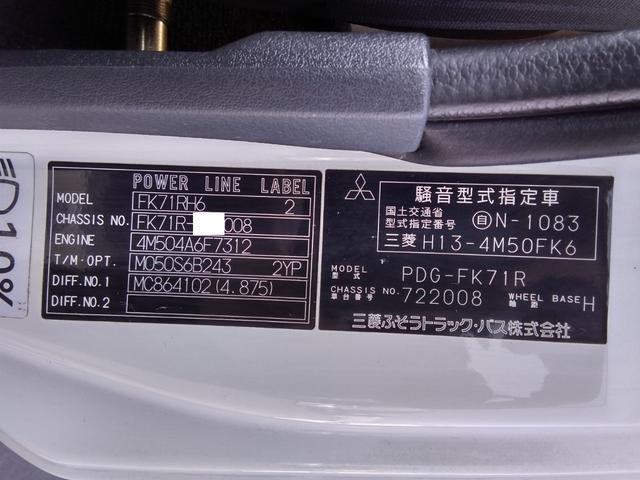 10%
POWER LINE LABEL
MODEL FK71RH6 2
CHASSIS NO. FK71R- 008
ENGINE 4M504A6F7312
T/M·OPT. M050S6B243 2YP
DIFF.NO.1 MC864102(4.875)
DIFF.NO.2
騒音型式指定車
国土交通省
型式指定番号 自N-1083
三菱 H13-4M50FK6
MODEL
型式 PDG-FK71R
CHASSIS NO.
車台番号 722008 WHEEL BASE
軸距 H
三菱ふそうトラック・バス株式会社